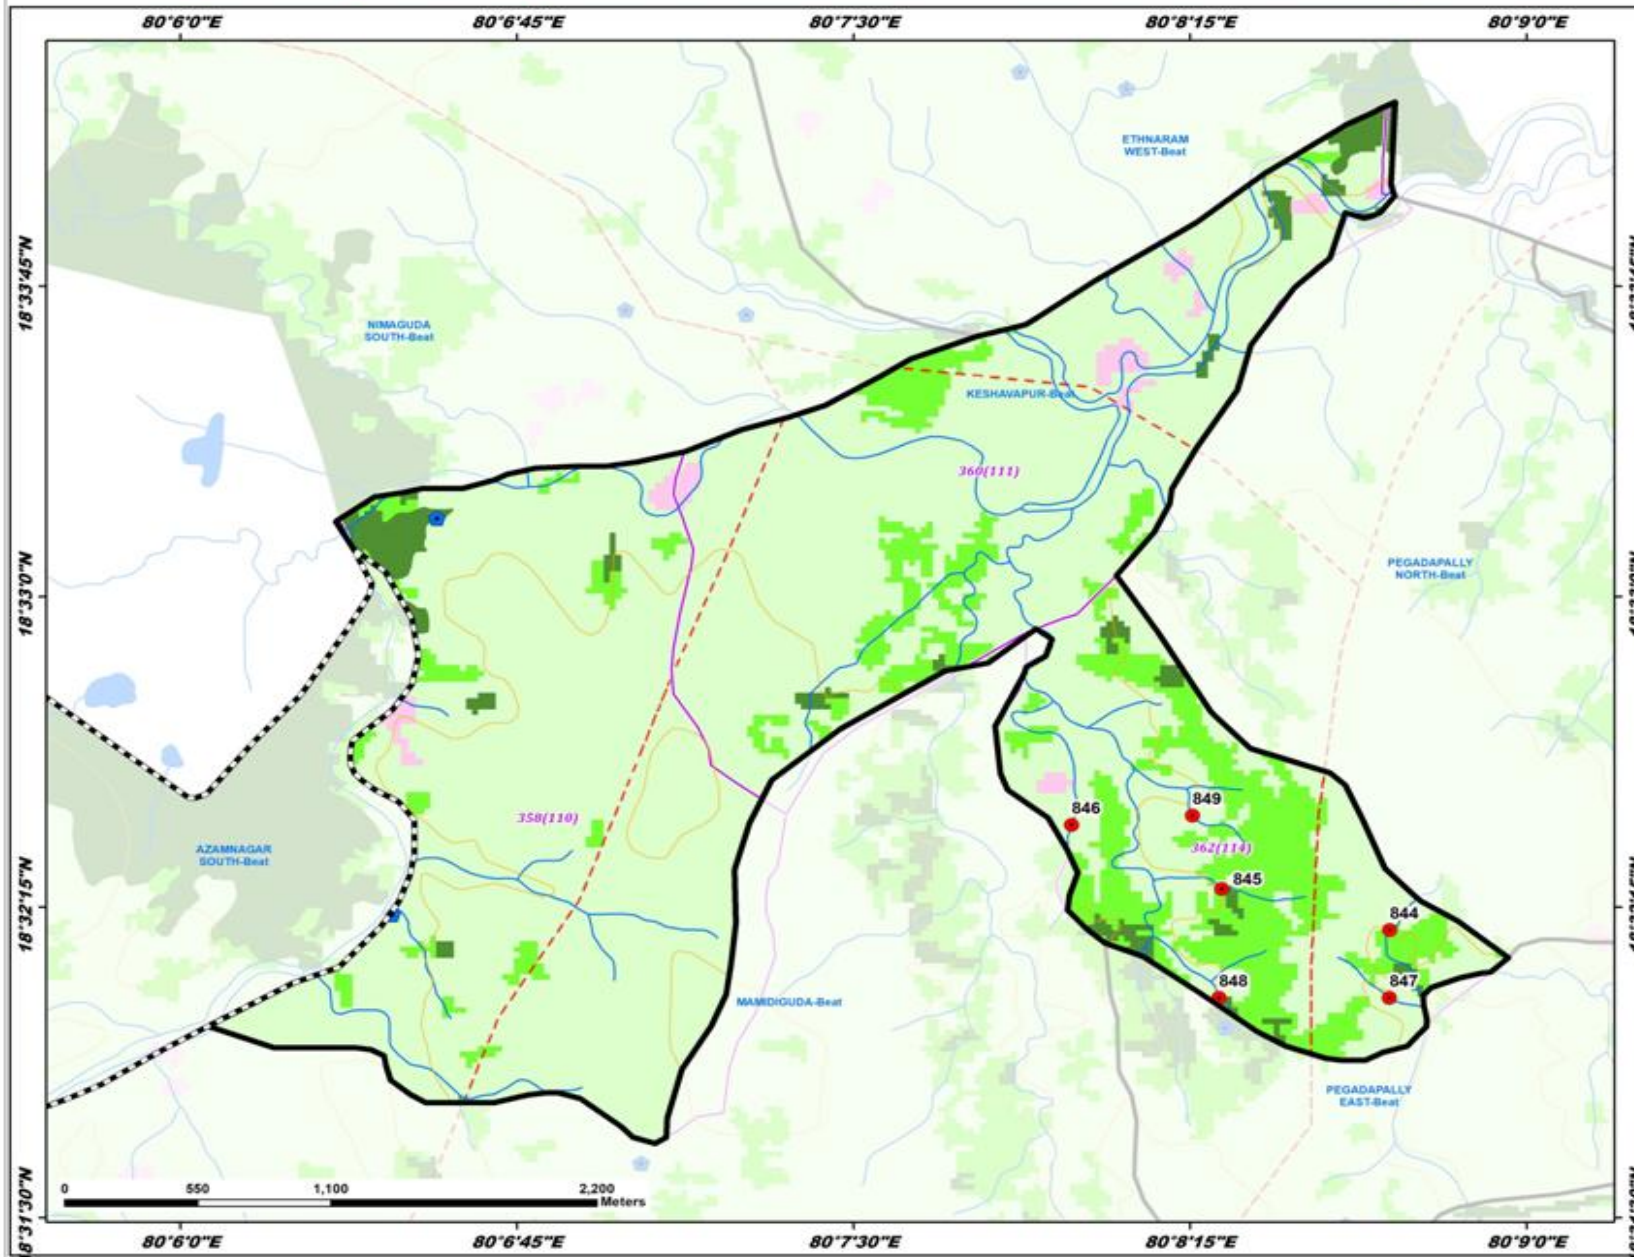 80°6'0"E 80°6'45"E 80°7'30"E 80°8'15"E 80°9'0"E
ETHNARAM
WEST-Beat
18°33'45"N
NIMAGUDA
SOUTH-Beat
KESHAVAPUR-Beat
360(111)
PEGADAPALLY
NORTH-Beat
18°33'0"N
846
849
358(110)
362(114)
AZAMNAGAR
SOUTH-Beat
845
18°32'15"N
844
848
847
MAMIDIGUDA-Beat
PEGADAPALLY
EAST-Beat
18°31'30"N
0 550 1,100 2,200
Meters
80°6'0"E 80°6'45"E 80°7'30"E 80°8'15"E 80°9'0"E